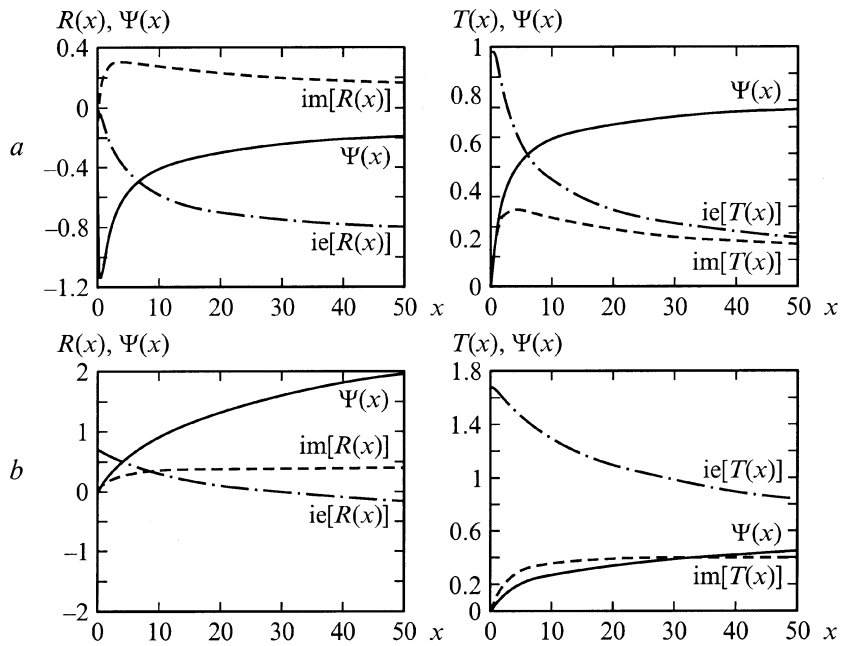 R(x), Ψ(x)
0.4
0
−0.4
−0.8
−1.2
im[R(x)]
Ψ(x)
ie[R(x)]
0 10 20 30 40 50 x
a
T(x), Ψ(x)
1
0.8
0.6
0.4
0.2
0
Ψ(x)
ie[T(x)]
im[T(x)]
0 10 20 30 40 50 x
R(x), Ψ(x)
2
1
0
−1
−2
Ψ(x)
im[R(x)]
ie[R(x)]
0 10 20 30 40 50 x
b
T(x), Ψ(x)
1.8
1.4
1
0.6
0.2
0
ie[T(x)]
Ψ(x)
im[T(x)]
0 10 20 30 40 50 x